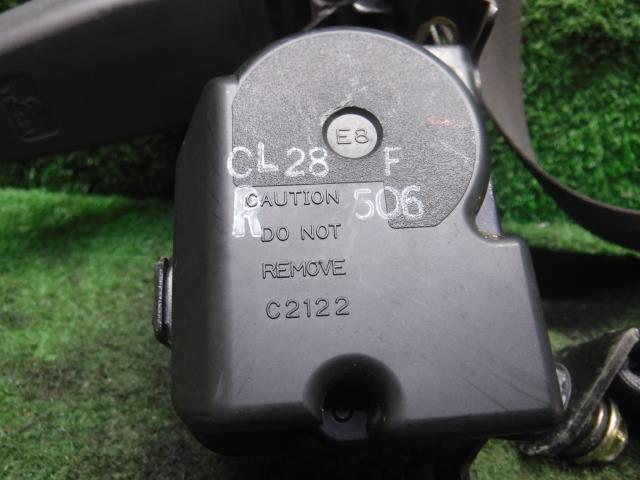 E8
CL28 F
R CAUTION 506
DO NOT
REMOVE
C2122